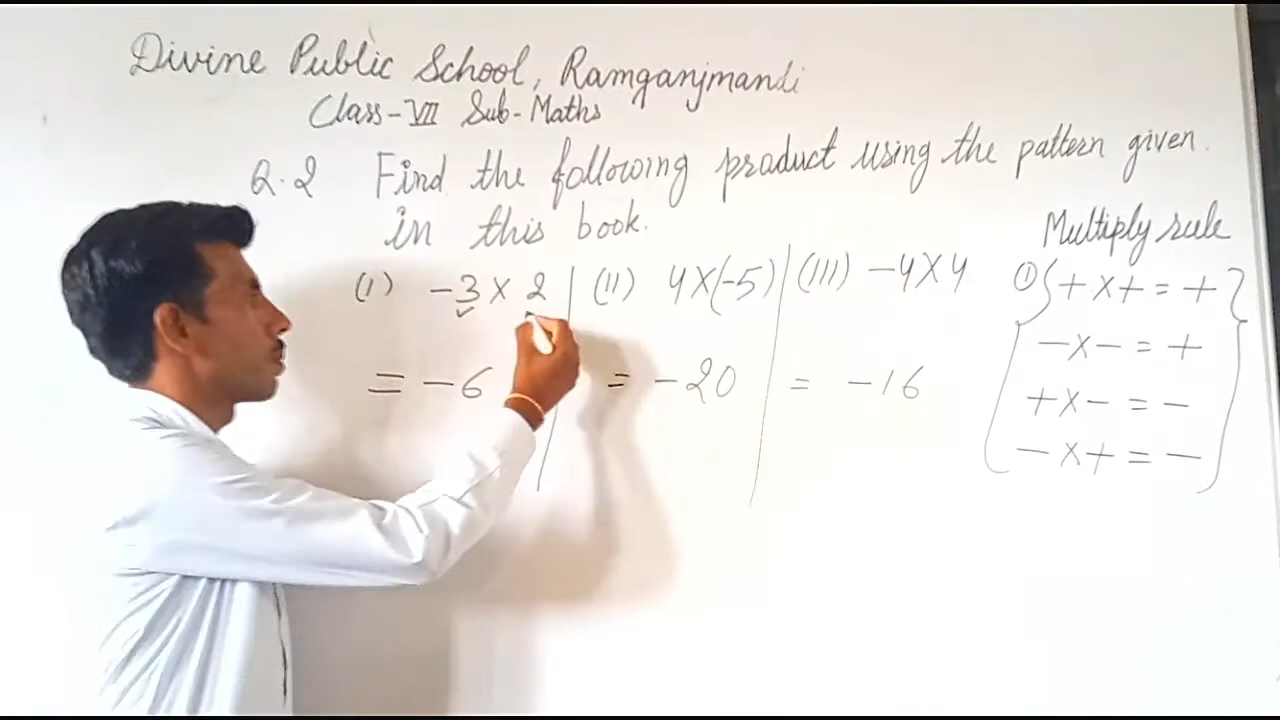 Divine Public School, Ramganjmandi
Class-VII Sub-Maths
Q.2 Find the following product using the pattern given
in this book.
(I) -3 x 2
= -6
(II) 4 x (-5)
= -20
(III) -4 x 4
= -16
Multiply rule
① + x + = +
- x - = +
+ x - = -
- x + = -